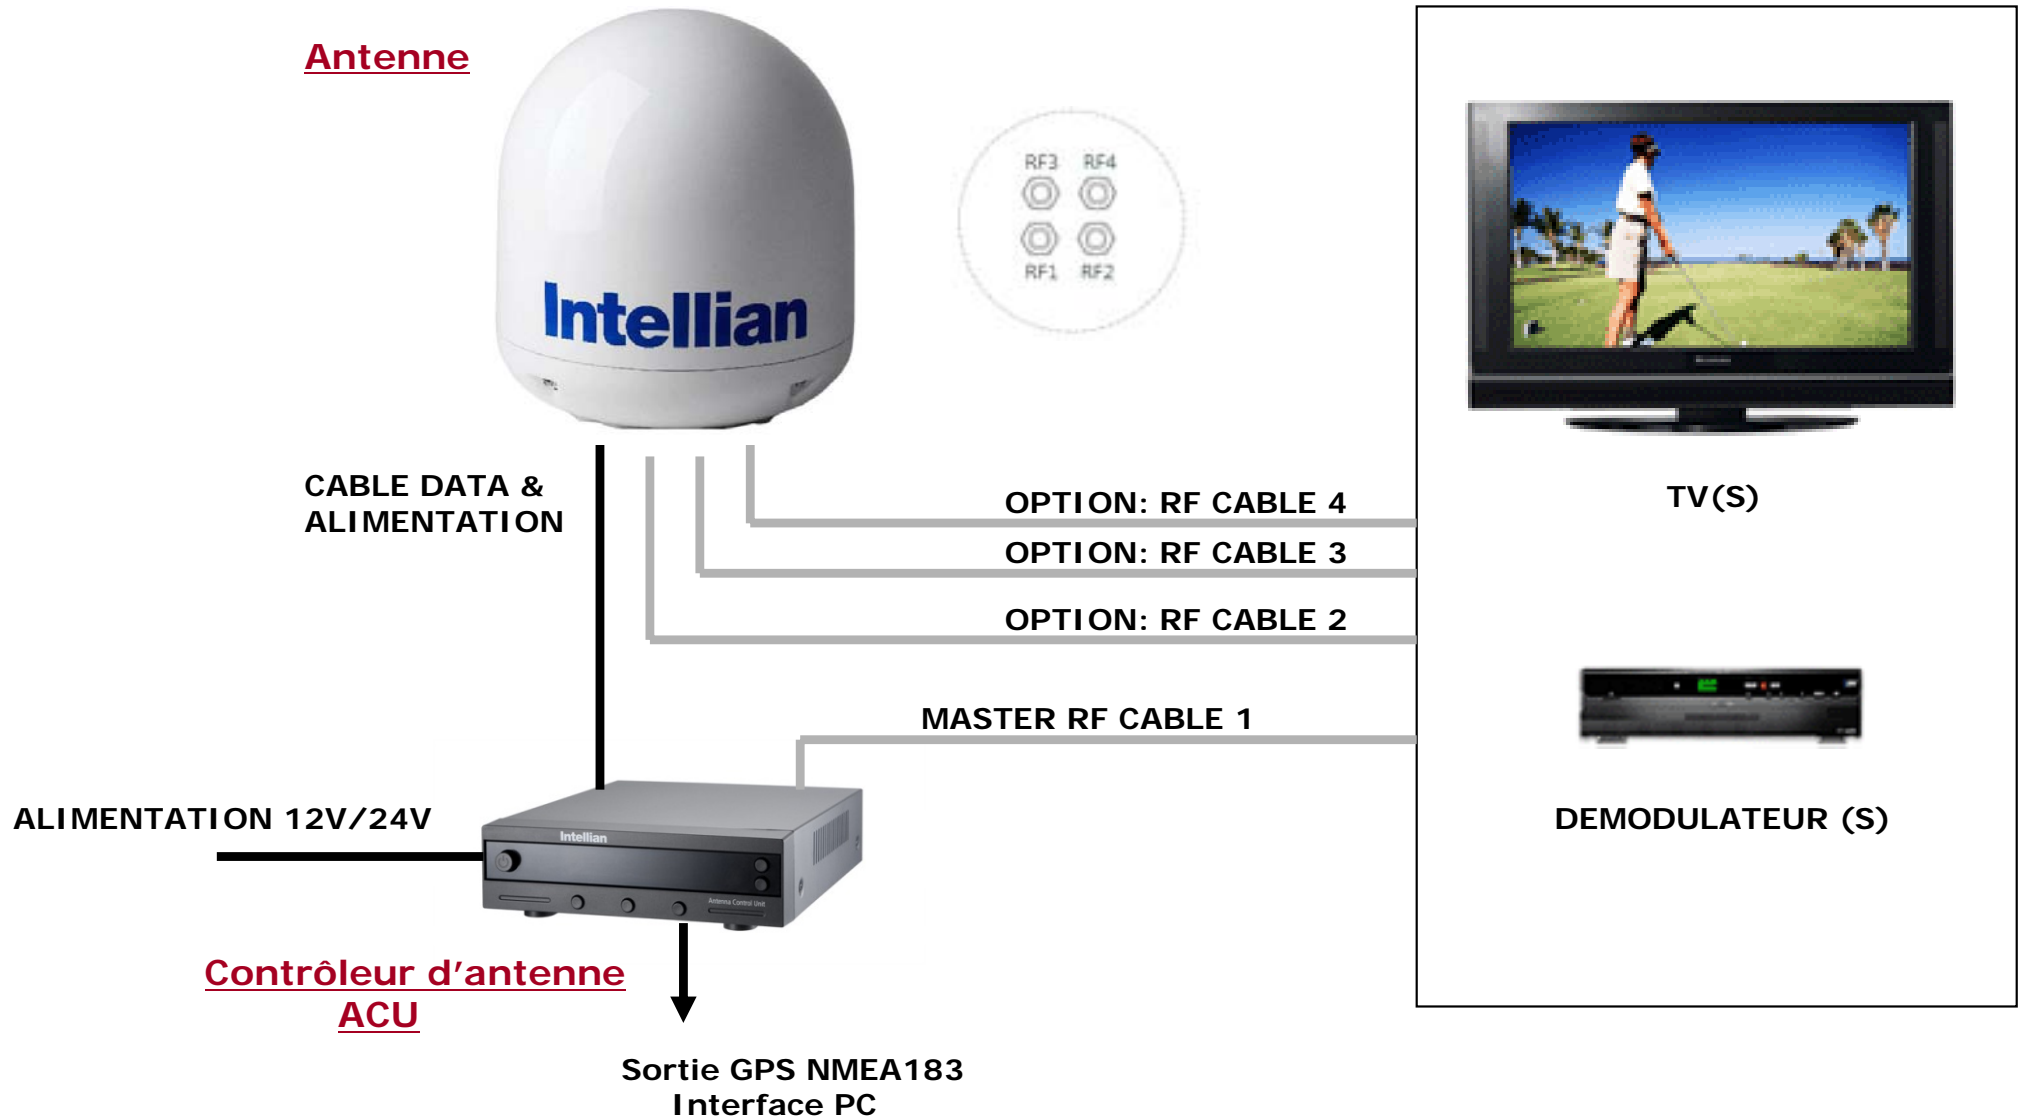 Antenne
Intellian
RF3 RF4
RF1 RF2
CABLE DATA &
ALIMENTATION
OPTION: RF CABLE 4
OPTION: RF CABLE 3
OPTION: RF CABLE 2
MASTER RF CABLE 1
TV(S)
DEMODULATEUR (S)
ALIMENTATION 12V/24V
Intellian
Antenna Control Unit
Contrôleur d’antenne
ACU
Sortie GPS NMEA183
Interface PC